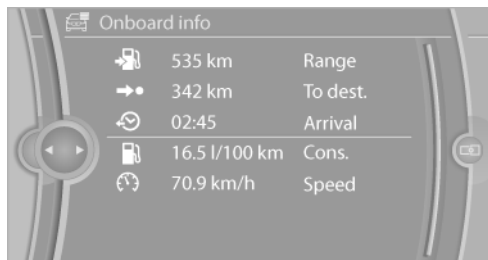 Onboard info
535 km Range
342 km To dest.
02:45 Arrival
16.5 l/100 km Cons.
70.9 km/h Speed